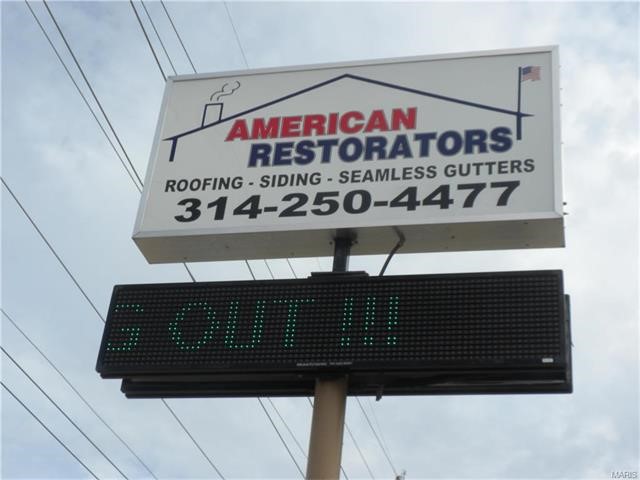 AMERICAN
RESTORATORS
ROOFING - SIDING - SEAMLESS GUTTERS
314-250-4477
G OUT !!!
MARIS